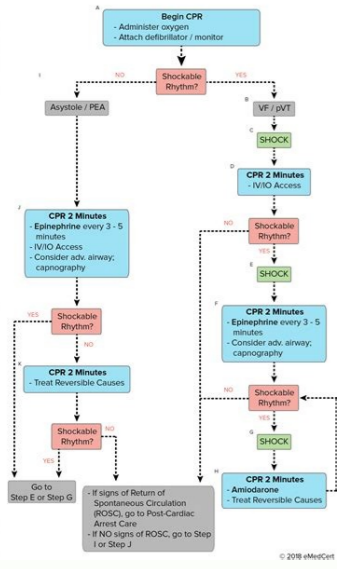 A
Begin CPR
- Administer oxygen
- Attach defibrillator / monitor
Shockable
Rhythm?
NO
YES
I
Asystole / PEA
B
VF / pVT
C
SHOCK
D
CPR 2 Minutes
- IV/IO Access
J
CPR 2 Minutes
- Epinephrine every 3 - 5
minutes
- IV/IO Access
- Consider adv. airway;
capnography
NO
Shockable
Rhythm?
YES
E
SHOCK
F
CPR 2 Minutes
- Epinephrine every 3 - 5
minutes
- Consider adv. airway;
capnography
YES
Shockable
Rhythm?
NO
K
CPR 2 Minutes
- Treat Reversible Causes
NO
Shockable
Rhythm?
YES
G
SHOCK
Shockable
Rhythm?
NO
YES
H
CPR 2 Minutes
- Amiodarone
- Treat Reversible Causes
Go to
Step E or Step G
- If signs of Return of
Spontaneous Circulation
(ROSC), go to Post-Cardiac
Arrest Care
- If NO signs of ROSC, go to Step
I or Step J
© 2018 eMedCert